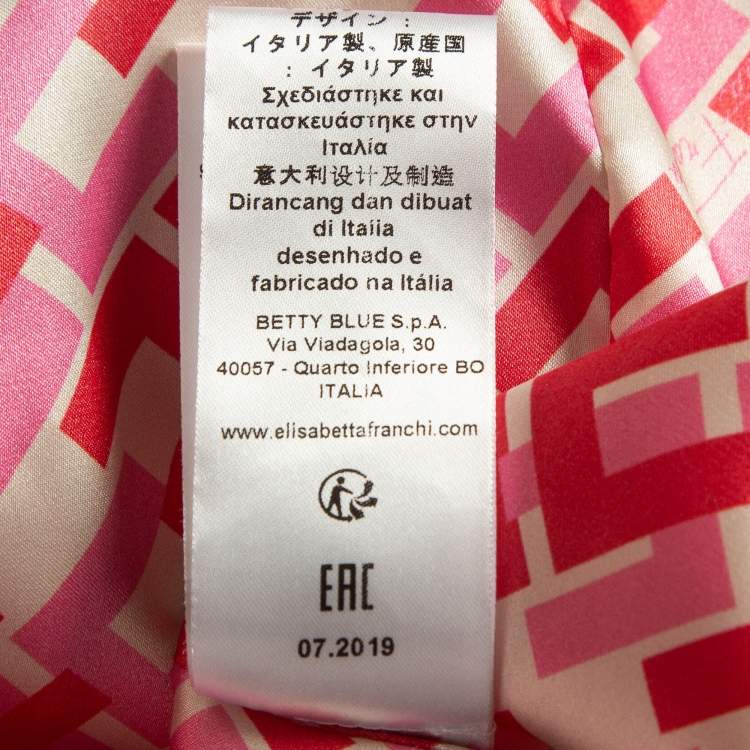 デザイン :
イタリア製、原産国
: イタリア製
Σχεδιάστηκε και
κατασκευάστηκε στην
Ιταλία
意大利设计及制造
Dirancang dan dibuat
di Italia
desenhado e
fabricado na Itália
BETTY BLUE S.p.A.
Via Viadagola, 30
40057 - Quarto Inferiore BO
ITALIA
www.elisabettafranchi.com
EAC
07.2019